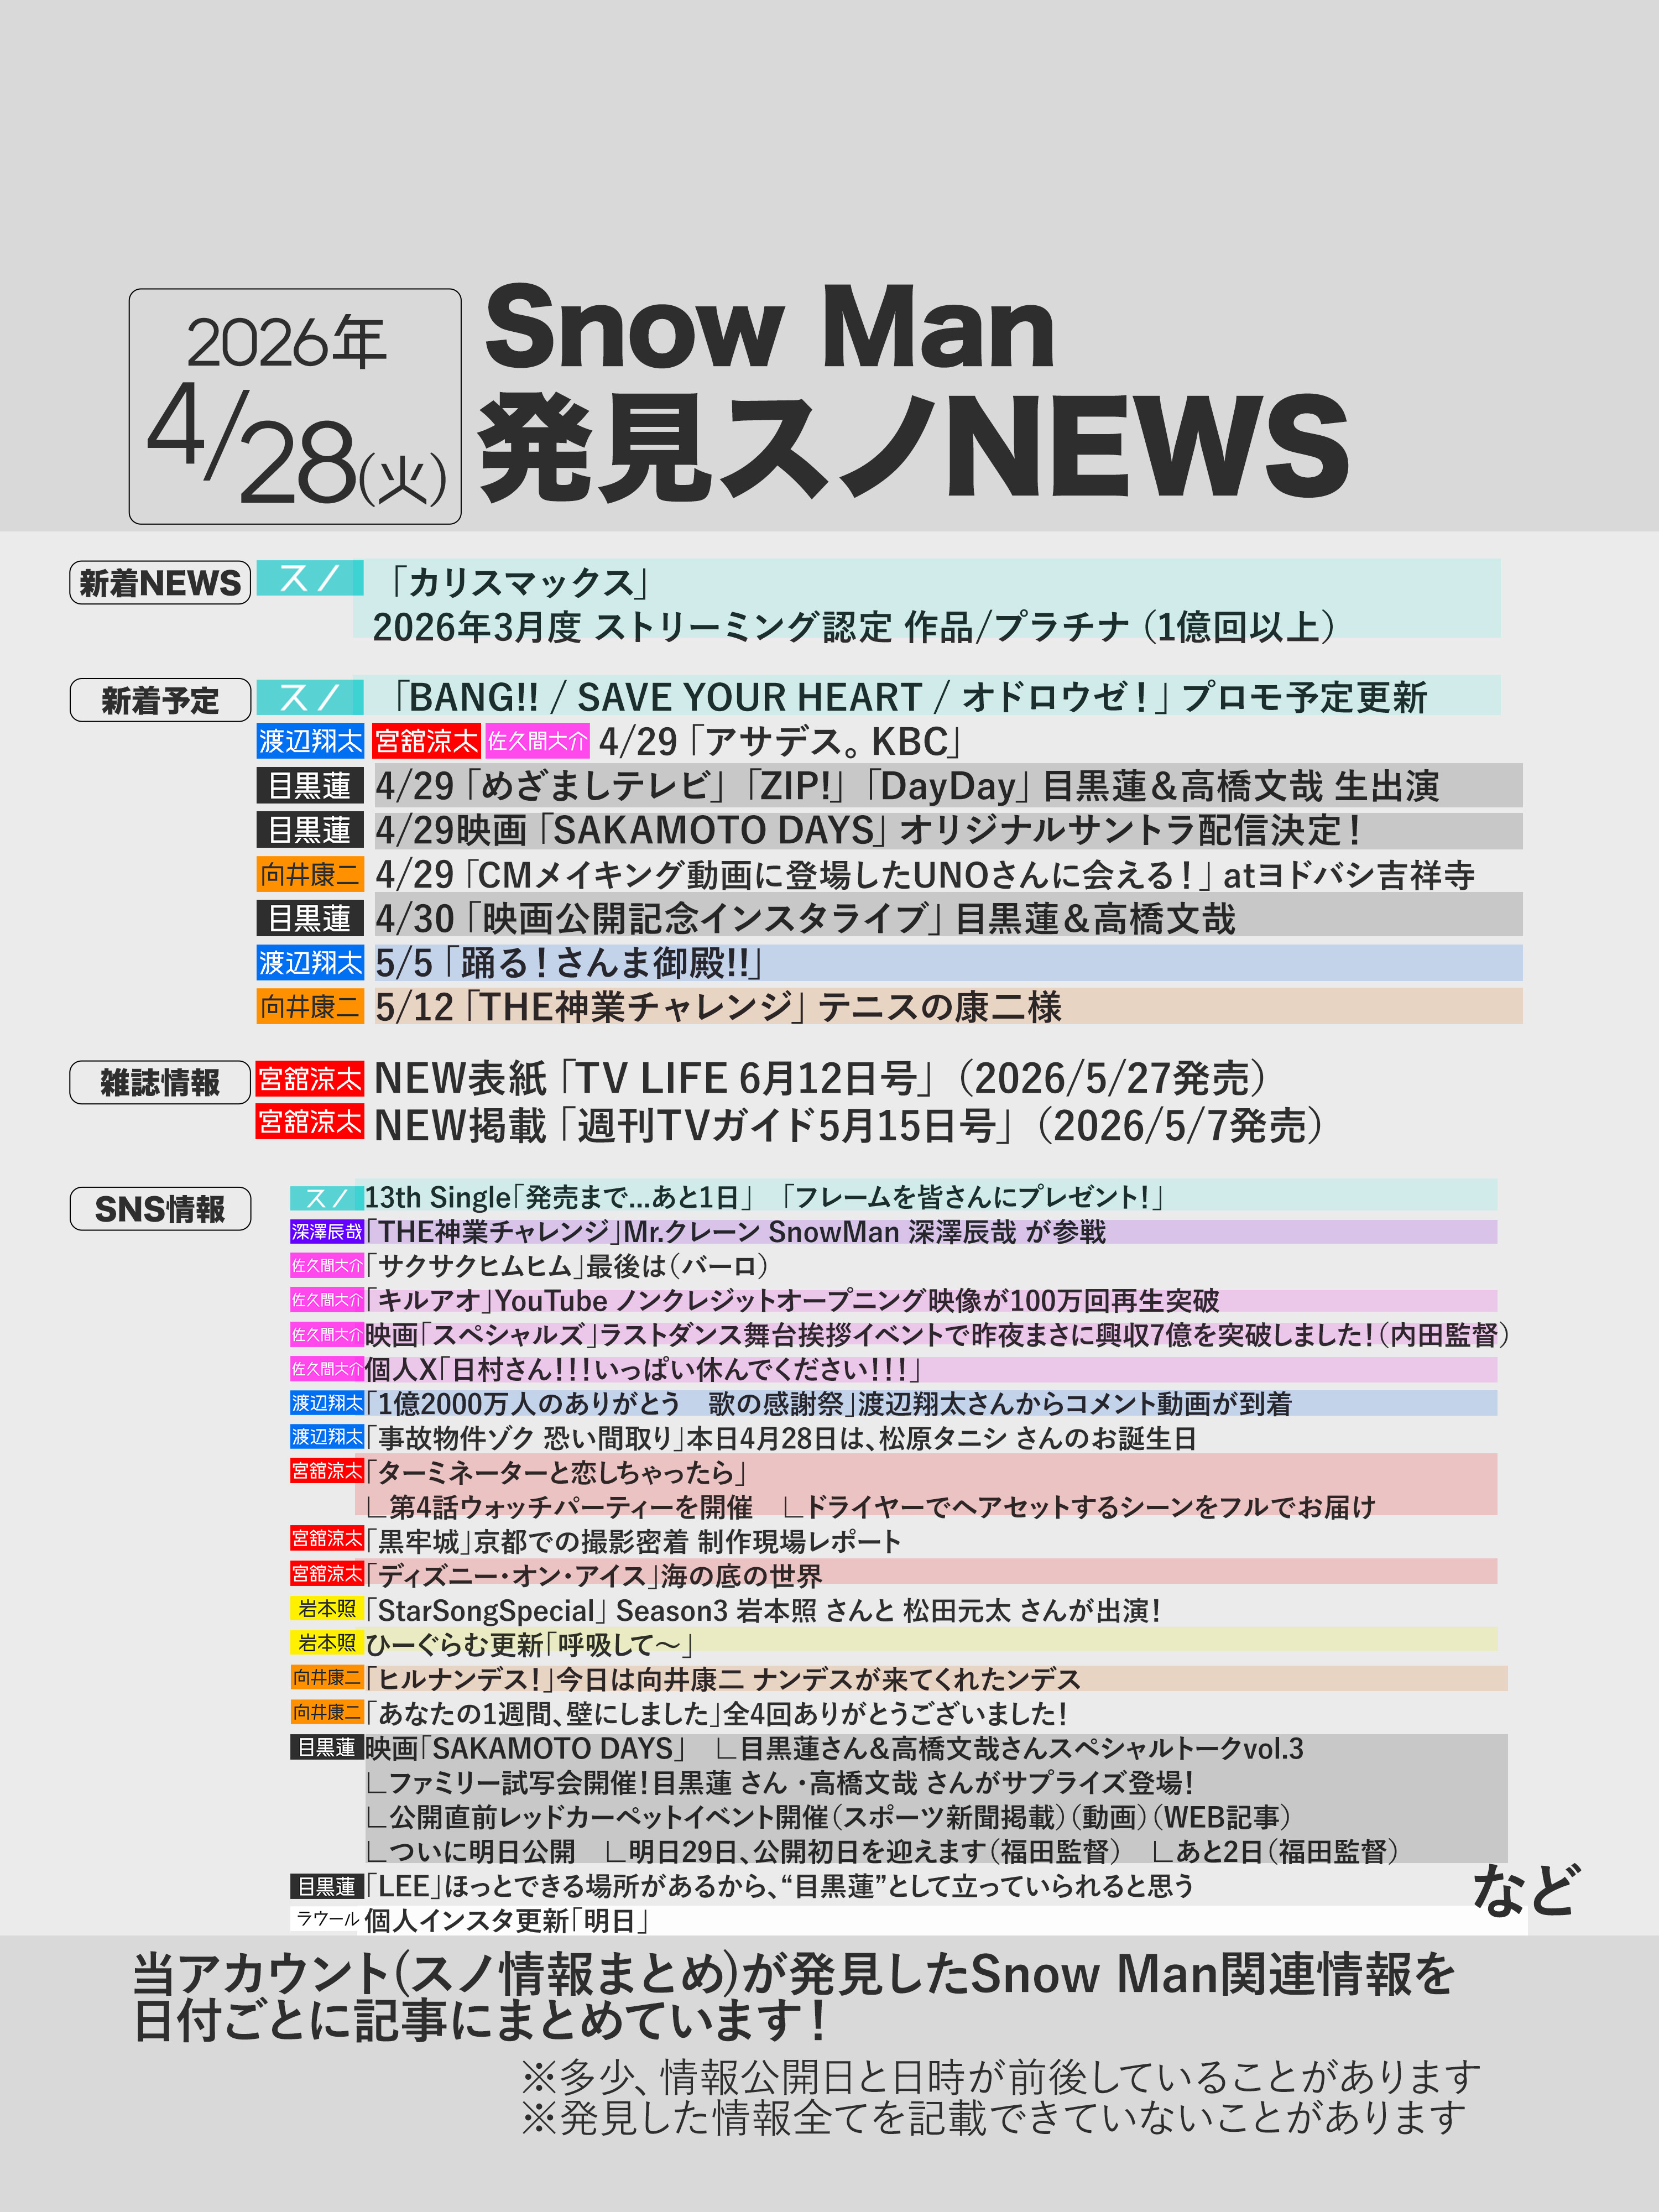 2026年
4/28(火)
Snow Man
発見スノNEWS
新着NEWS スノ 「カリスマックス」
2026年3月度 ストリーミング認定 作品/プラチナ（1億回以上）
新着予定 スノ 「BANG!! / SAVE YOUR HEART / オドロウゼ！」プロモ予定更新
渡辺翔太 宮舘涼太 佐久間大介 4/29「アサデス。KBC」
目黒蓮 4/29「めざましテレビ」「ZIP!」「DayDay」目黒蓮＆高橋文哉 生出演
目黒蓮 4/29映画「SAKAMOTO DAYS」オリジナルサントラ配信決定！
向井康二 4/29「CMメイキング動画に登場したUNOさんに会える！」atヨドバシ吉祥寺
目黒蓮 4/30「映画公開記念インスタライブ」目黒蓮＆高橋文哉
渡辺翔太 5/5「踊る！さんま御殿!!」
向井康二 5/12「THE神業チャレンジ」テニスの康二様
雑誌情報 宮舘涼太 NEW表紙「TV LIFE 6月12日号」（2026/5/27発売）
宮舘涼太 NEW掲載「週刊TVガイド5月15日号」（2026/5/7発売）
SNS情報 スノ 13th Single「発売まで...あと1日」 「フレームを皆さんにプレゼント！」
深澤辰哉「THE神業チャレンジ」Mr.クレーン SnowMan 深澤辰哉 が参戦
佐久間大介「サクサクヒムヒム」最後は（バーロ）
佐久間大介「キルアオ」YouTube ノンクレジットオープニング映像が100万回再生突破
佐久間大介 映画「スペシャルズ」ラストダンス舞台挨拶イベントで昨夜まさに興収7億を突破しました！（内田監督）
佐久間大介 個人X「日村さん！！！いっぱい休んでください！！！」
渡辺翔太「1億2000万人のありがとう　歌の感謝祭」渡辺翔太さんからコメント動画が到着
渡辺翔太「事故物件ゾク 恐い間取り」本日4月28日は、松原タニシ さんのお誕生日
宮舘涼太「ターミネーターと恋しちゃったら」
∟第4話ウォッチパーティーを開催　∟ドライヤーでヘアセットするシーンをフルでお届け
宮舘涼太「黒牢城」京都での撮影密着 制作現場レポート
宮舘涼太「ディズニー・オン・アイス」海の底の世界
岩本照「StarSongSpecial」Season3 岩本照 さんと 松田元太 さんが出演！
岩本照 ひーぐらむ更新「呼吸して〜」
向井康二「ヒルナンデス！」今日は向井康二 ナンデスが来てくれたンデス
向井康二「あなたの1週間、壁にしました」全4回ありがとうございました！
目黒蓮 映画「SAKAMOTO DAYS」　∟目黒蓮さん＆高橋文哉さんスペシャルトークvol.3
∟ファミリー試写会開催！目黒蓮 さん ・高橋文哉 さんがサプライズ登場！
∟公開直前レッドカーペットイベント開催（スポーツ新聞掲載）（動画）（WEB記事）
∟ついに明日公開　∟明日29日、公開初日を迎えます（福田監督）　∟あと2日（福田監督）
目黒蓮「LEE」ほっとできる場所があるから、“目黒蓮”として立っていられると思う
ラウール 個人インスタ更新「明日」
など
当アカウント(スノ情報まとめ)が発見したSnow Man関連情報を
日付ごとに記事にまとめています！
※多少、情報公開日と日時が前後していることがあります
※発見した情報全てを記載できていないことがあります